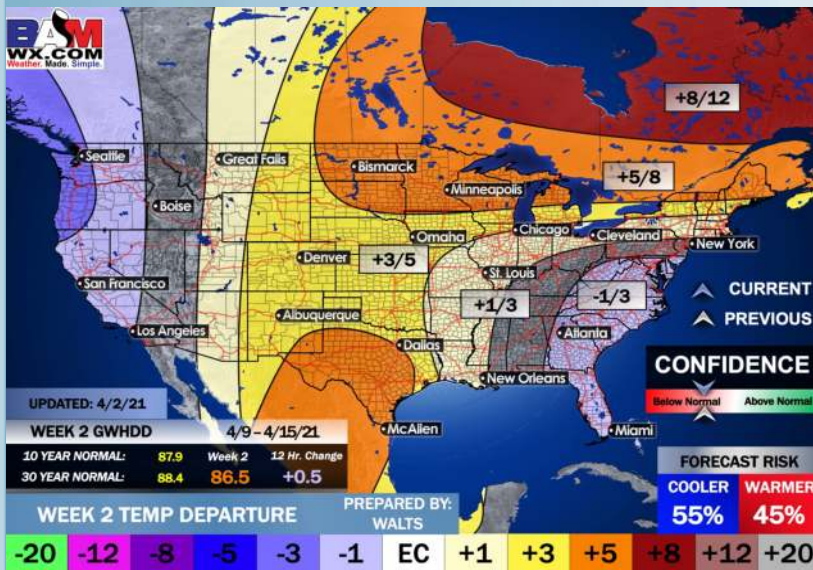 BAM
WX.COM
Weather. Made. Simple.
+8/12
Seattle
Great Falls
Bismarck
+5/8
Minneapolis
Boise
Chicago
Cleveland
New York
Omaha
Denver
+3/5
St. Louis
San Francisco
+1/3
-1/3
CURRENT
Albuquerque
Atlanta
PREVIOUS
Los Angeles
Dallas
CONFIDENCE
New Orleans
Below Normal Above Normal
UPDATED: 4/2/21
McAllen
Miami
WEEK 2 GWHDD 4/9 - 4/15/21
10 YEAR NORMAL: 87.9 Week 2 12 Hr. Change
30 YEAR NORMAL: 88.4 86.5 +0.5
FORECAST RISK
COOLER WARMER
55% 45%
WEEK 2 TEMP DEPARTURE
PREPARED BY:
WALTS
-20 -12 -8 -5 -3 -1 EC +1 +3 +5 +8 +12 +20